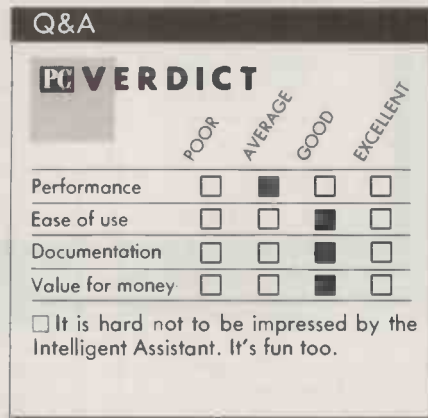 Q&A
PC VERDICT
POOR AVERAGE GOOD EXCELLENT
Performance
Ease of use
Documentation
Value for money
It is hard not to be impressed by the
Intelligent Assistant. It's fun too.